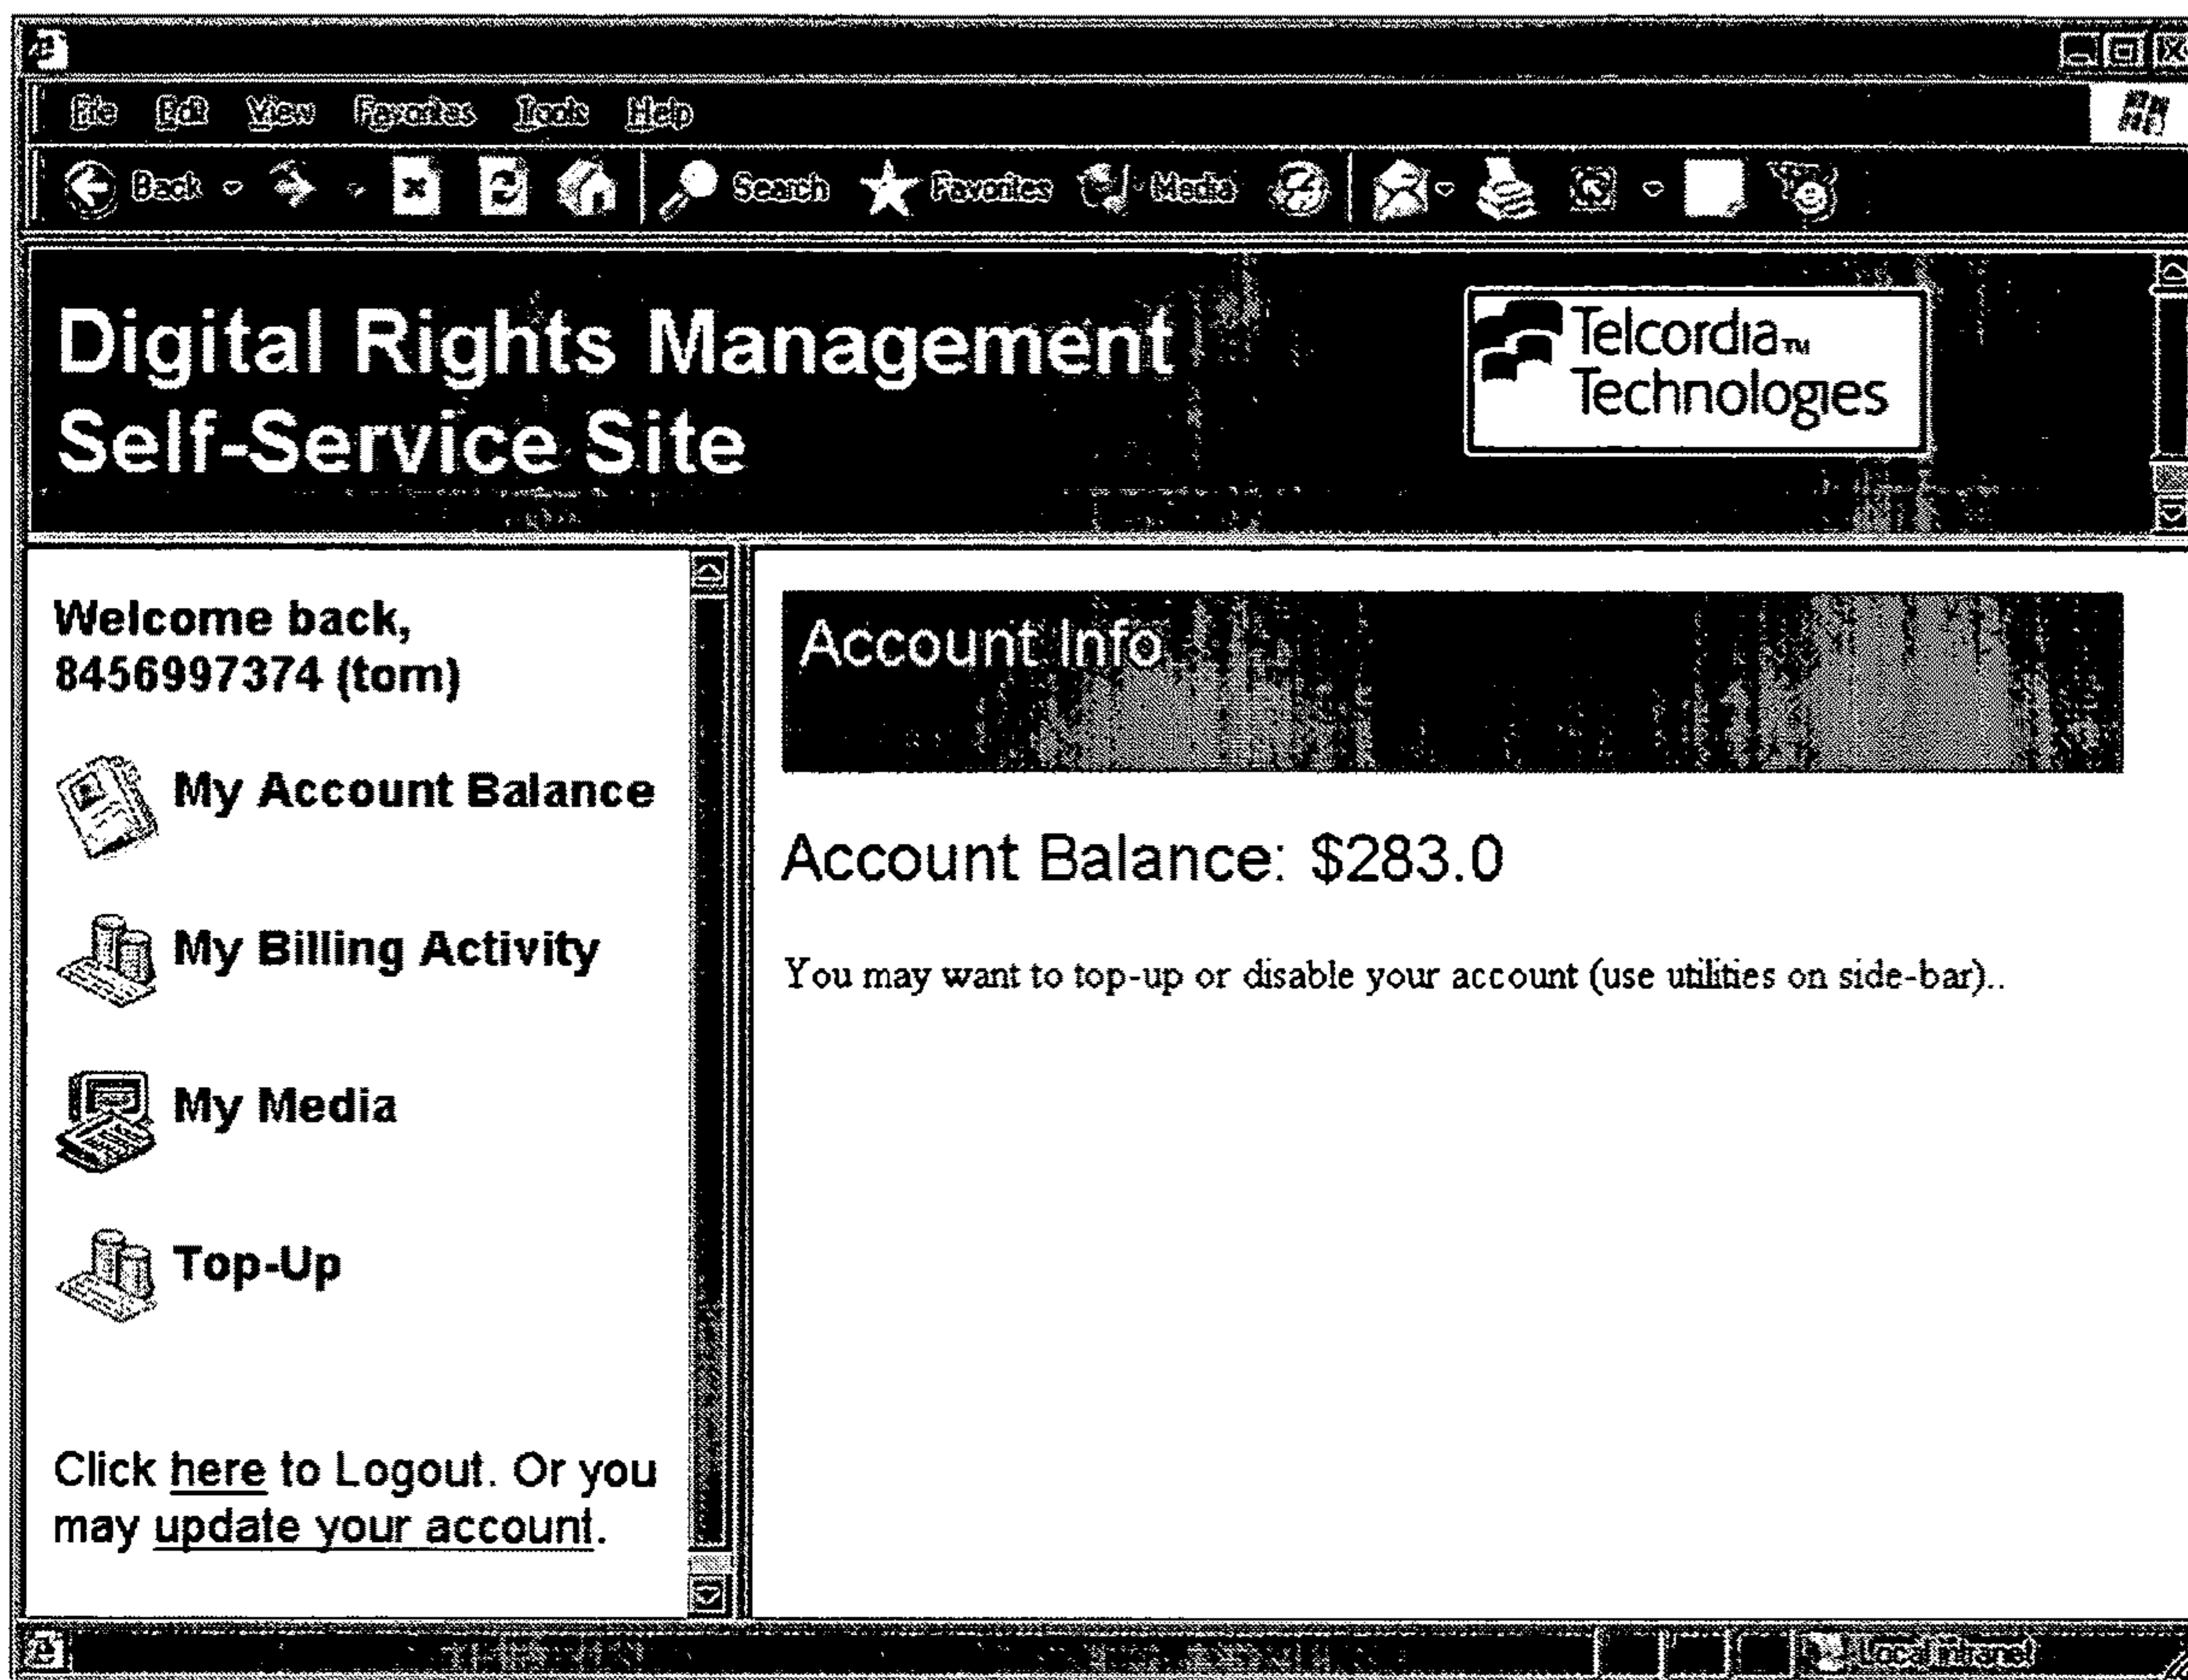 File Edit View Favorites Tools Help
Back Search Favorites Media
Digital Rights Management
Self-Service Site
Telcordia™
Technologies
Welcome back,
8456997374 (tom)
My Account Balance
My Billing Activity
My Media
Top-Up
Click here to Logout. Or you
may update your account.
Account Info
Account Balance: $283.0
You may want to top-up or disable your account (use utilities on side-bar)..
Local intranet